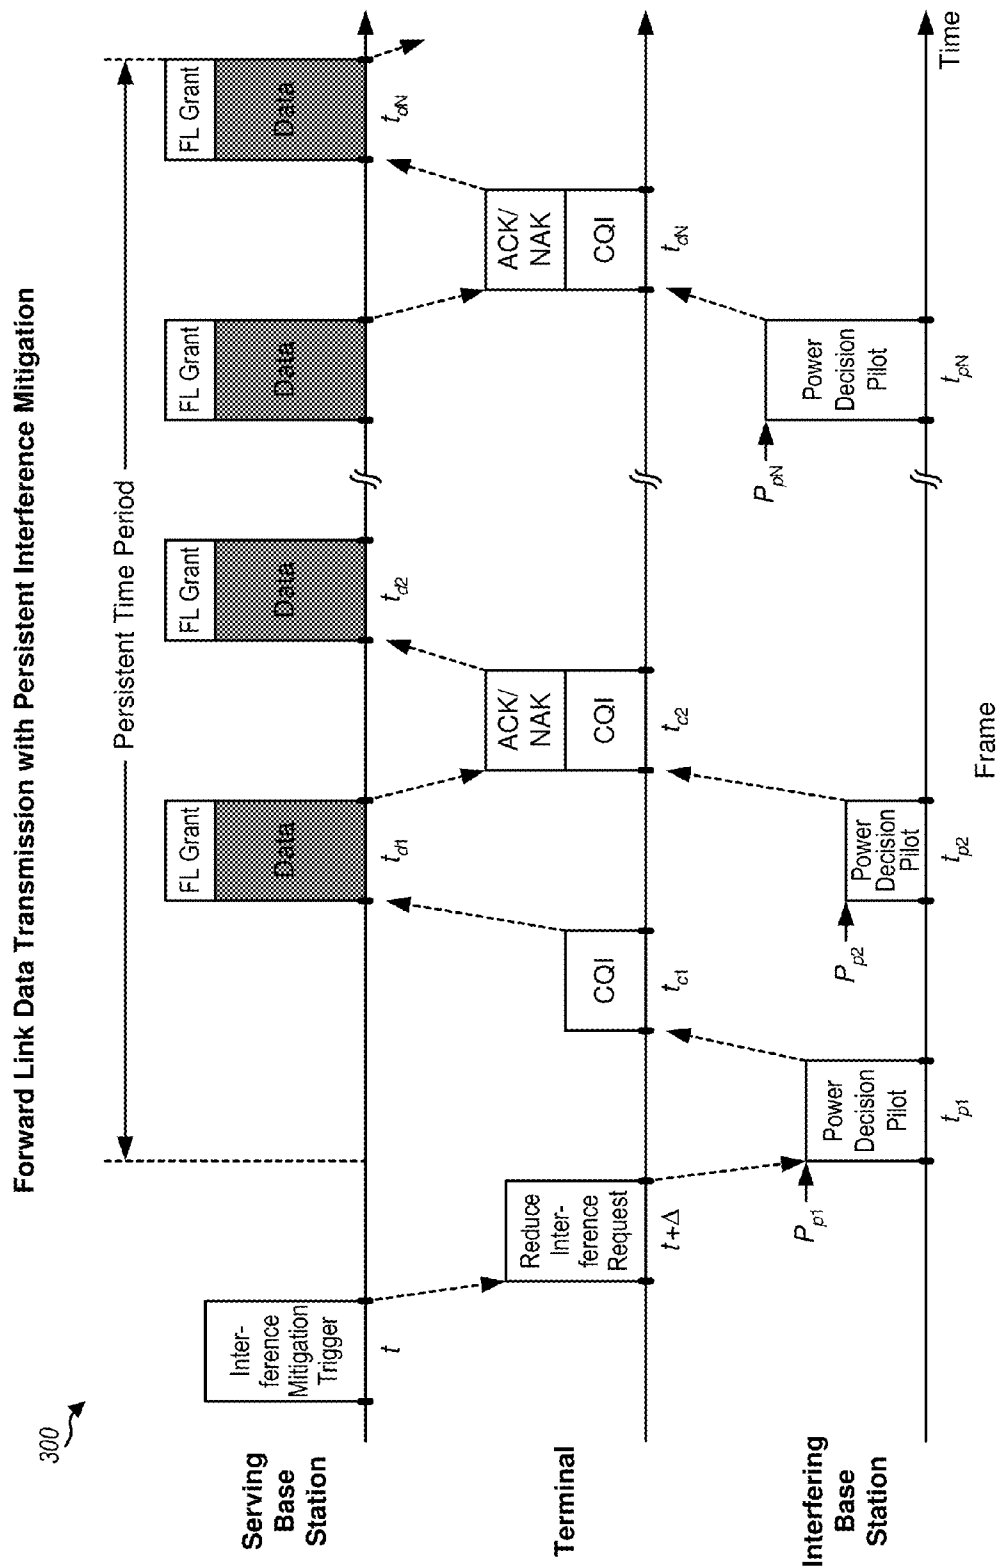 Forward Link Data Transmission with Persistent Interference Mitigation
300
Persistent Time Period
Serving
Base
Station
Inter-
ference
Mitigation
Trigger
FL Grant
Data
FL Grant
Data
FL Grant
Data
FL Grant
Data
t
t_d1
t_d2
t_dN
Terminal
Reduce
Inter-
ference
Request
CQI
ACK/
NAK
CQI
ACK/
NAK
CQI
t+Δ
t_c1
t_c2
t_cN
Interfering
Base
Station
P_p1
Power
Decision
Pilot
P_p2
Power
Decision
Pilot
P_pN
Power
Decision
Pilot
t_p1
t_p2
t_pN
Time
Frame